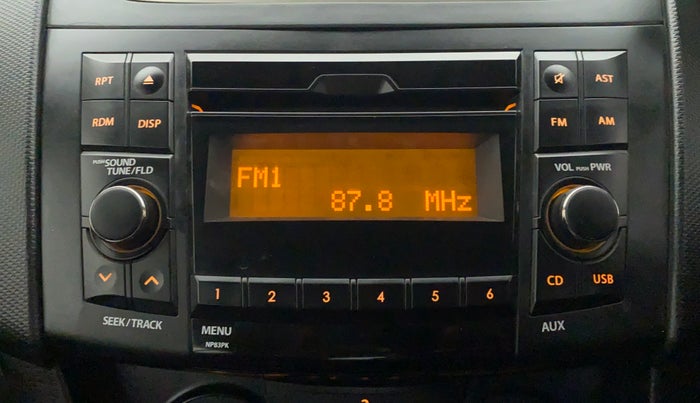 RPT
AST
RDM
DISP
FM
AM
PUSH SOUND
TUNE/FLD
VOL PUSH PWR
FM1
87.8 MHz
CD
USB
1 2 3 4 5 6
SEEK/TRACK
MENU
NP83PK
AUX